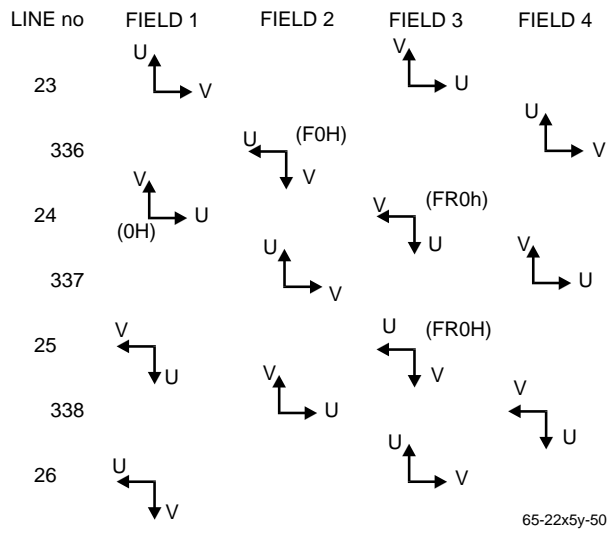 LINE no FIELD 1 FIELD 2 FIELD 3 FIELD 4
U V
V U
23
U V
336
U (F0H) V
V U
24
(0H)
V (FR0h) U
337
U V
V U
25
V U
U (FR0H) V
338
V U
V U
26
U V
U V
65-22x5y-50